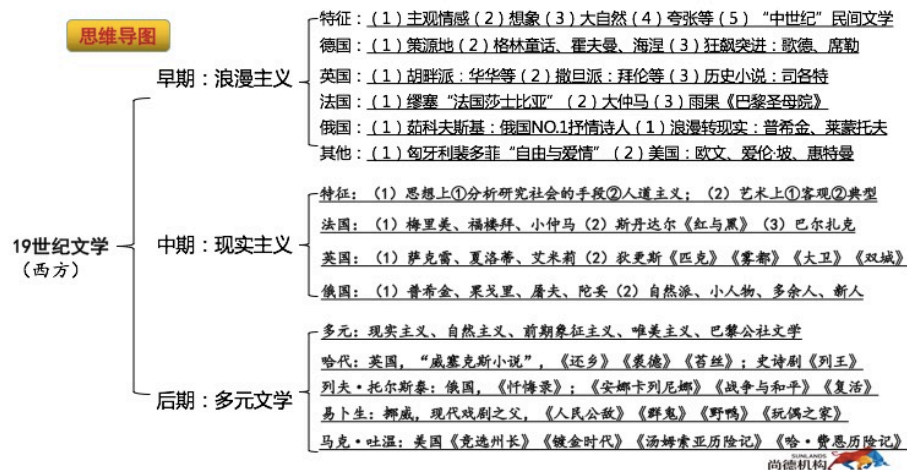 思维导图
特征：（1）主观情感（2）想象（3）大自然（4）夸张等（5）“中世纪”民间文学
德国：（1）策源地（2）格林童话、霍夫曼、海涅（3）狂飙突进：歌德、席勒
早期：浪漫主义
英国：（1）胡畔派：华华等（2）撒旦派：拜伦等（3）历史小说：司各特
法国：（1）缪塞“法国莎士比亚”（2）大仲马（3）雨果《巴黎圣母院》
俄国：（1）茹科夫斯基：俄国NO.1抒情诗人（1）浪漫转现实：普希金、莱蒙托夫
其他：（1）匈牙利裴多菲“自由与爱情”（2）美国：欧文、爱伦·坡、惠特曼
特征：（1）思想上①分析研究社会的手段②人道主义；（2）艺术上①客观②典型
法国：（1）梅里美、福楼拜、小仲马（2）斯丹达尔《红与黑》（3）巴尔扎克
19世纪文学
（西方）
中期：现实主义
英国：（1）萨克雷、夏洛蒂、艾米莉（2）狄更斯《匹克》《雾都》《大卫》《双城》
俄国：（1）普希金、果戈里、屠夫、陀妥（2）自然派、小人物、多余人、新人
多元：现实主义、自然主义、前期象征主义、唯美主义、巴黎公社文学
哈代：英国，“威塞克斯小说”，《还乡》《裘德》《苔丝》；史诗剧《列王》
后期：多元文学
列夫·托尔斯泰：俄国，《忏悔录》；《安娜卡列尼娜》《战争与和平》《复活》
易卜生：挪威，现代戏剧之父，《人民公敌》《群鬼》《野鸭》《玩偶之家》
马克·吐温：美国《竞选州长》《镀金时代》《汤姆索亚历险记》《哈·费恩历险记》
SUNLANDS
尚德机构